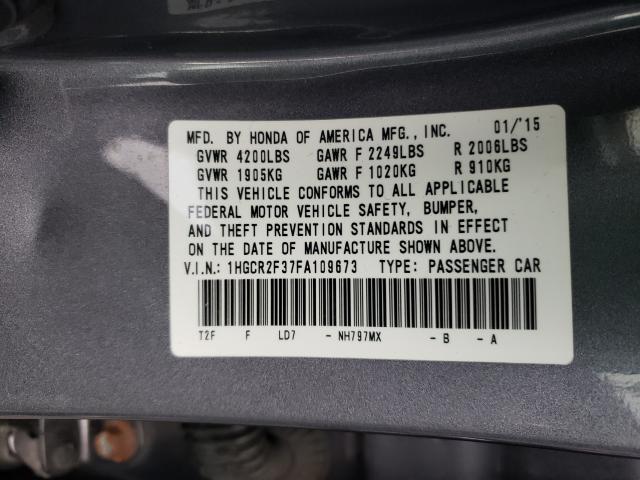 MFD. BY HONDA OF AMERICA MFG., INC. 01/'15
GVWR 4200LBS GAWR F 2249LBS R 2006LBS
GVWR 1905KG GAWR F 1020KG R 910KG
THIS VEHICLE CONFORMS TO ALL APPLICABLE
FEDERAL MOTOR VEHICLE SAFETY, BUMPER,
AND THEFT PREVENTION STANDARDS IN EFFECT
ON THE DATE OF MANUFACTURE SHOWN ABOVE.
V.I.N.: 1HGCR2F37FA109673 TYPE: PASSENGER CAR
T2F F LD7 - NH797MX - B - A